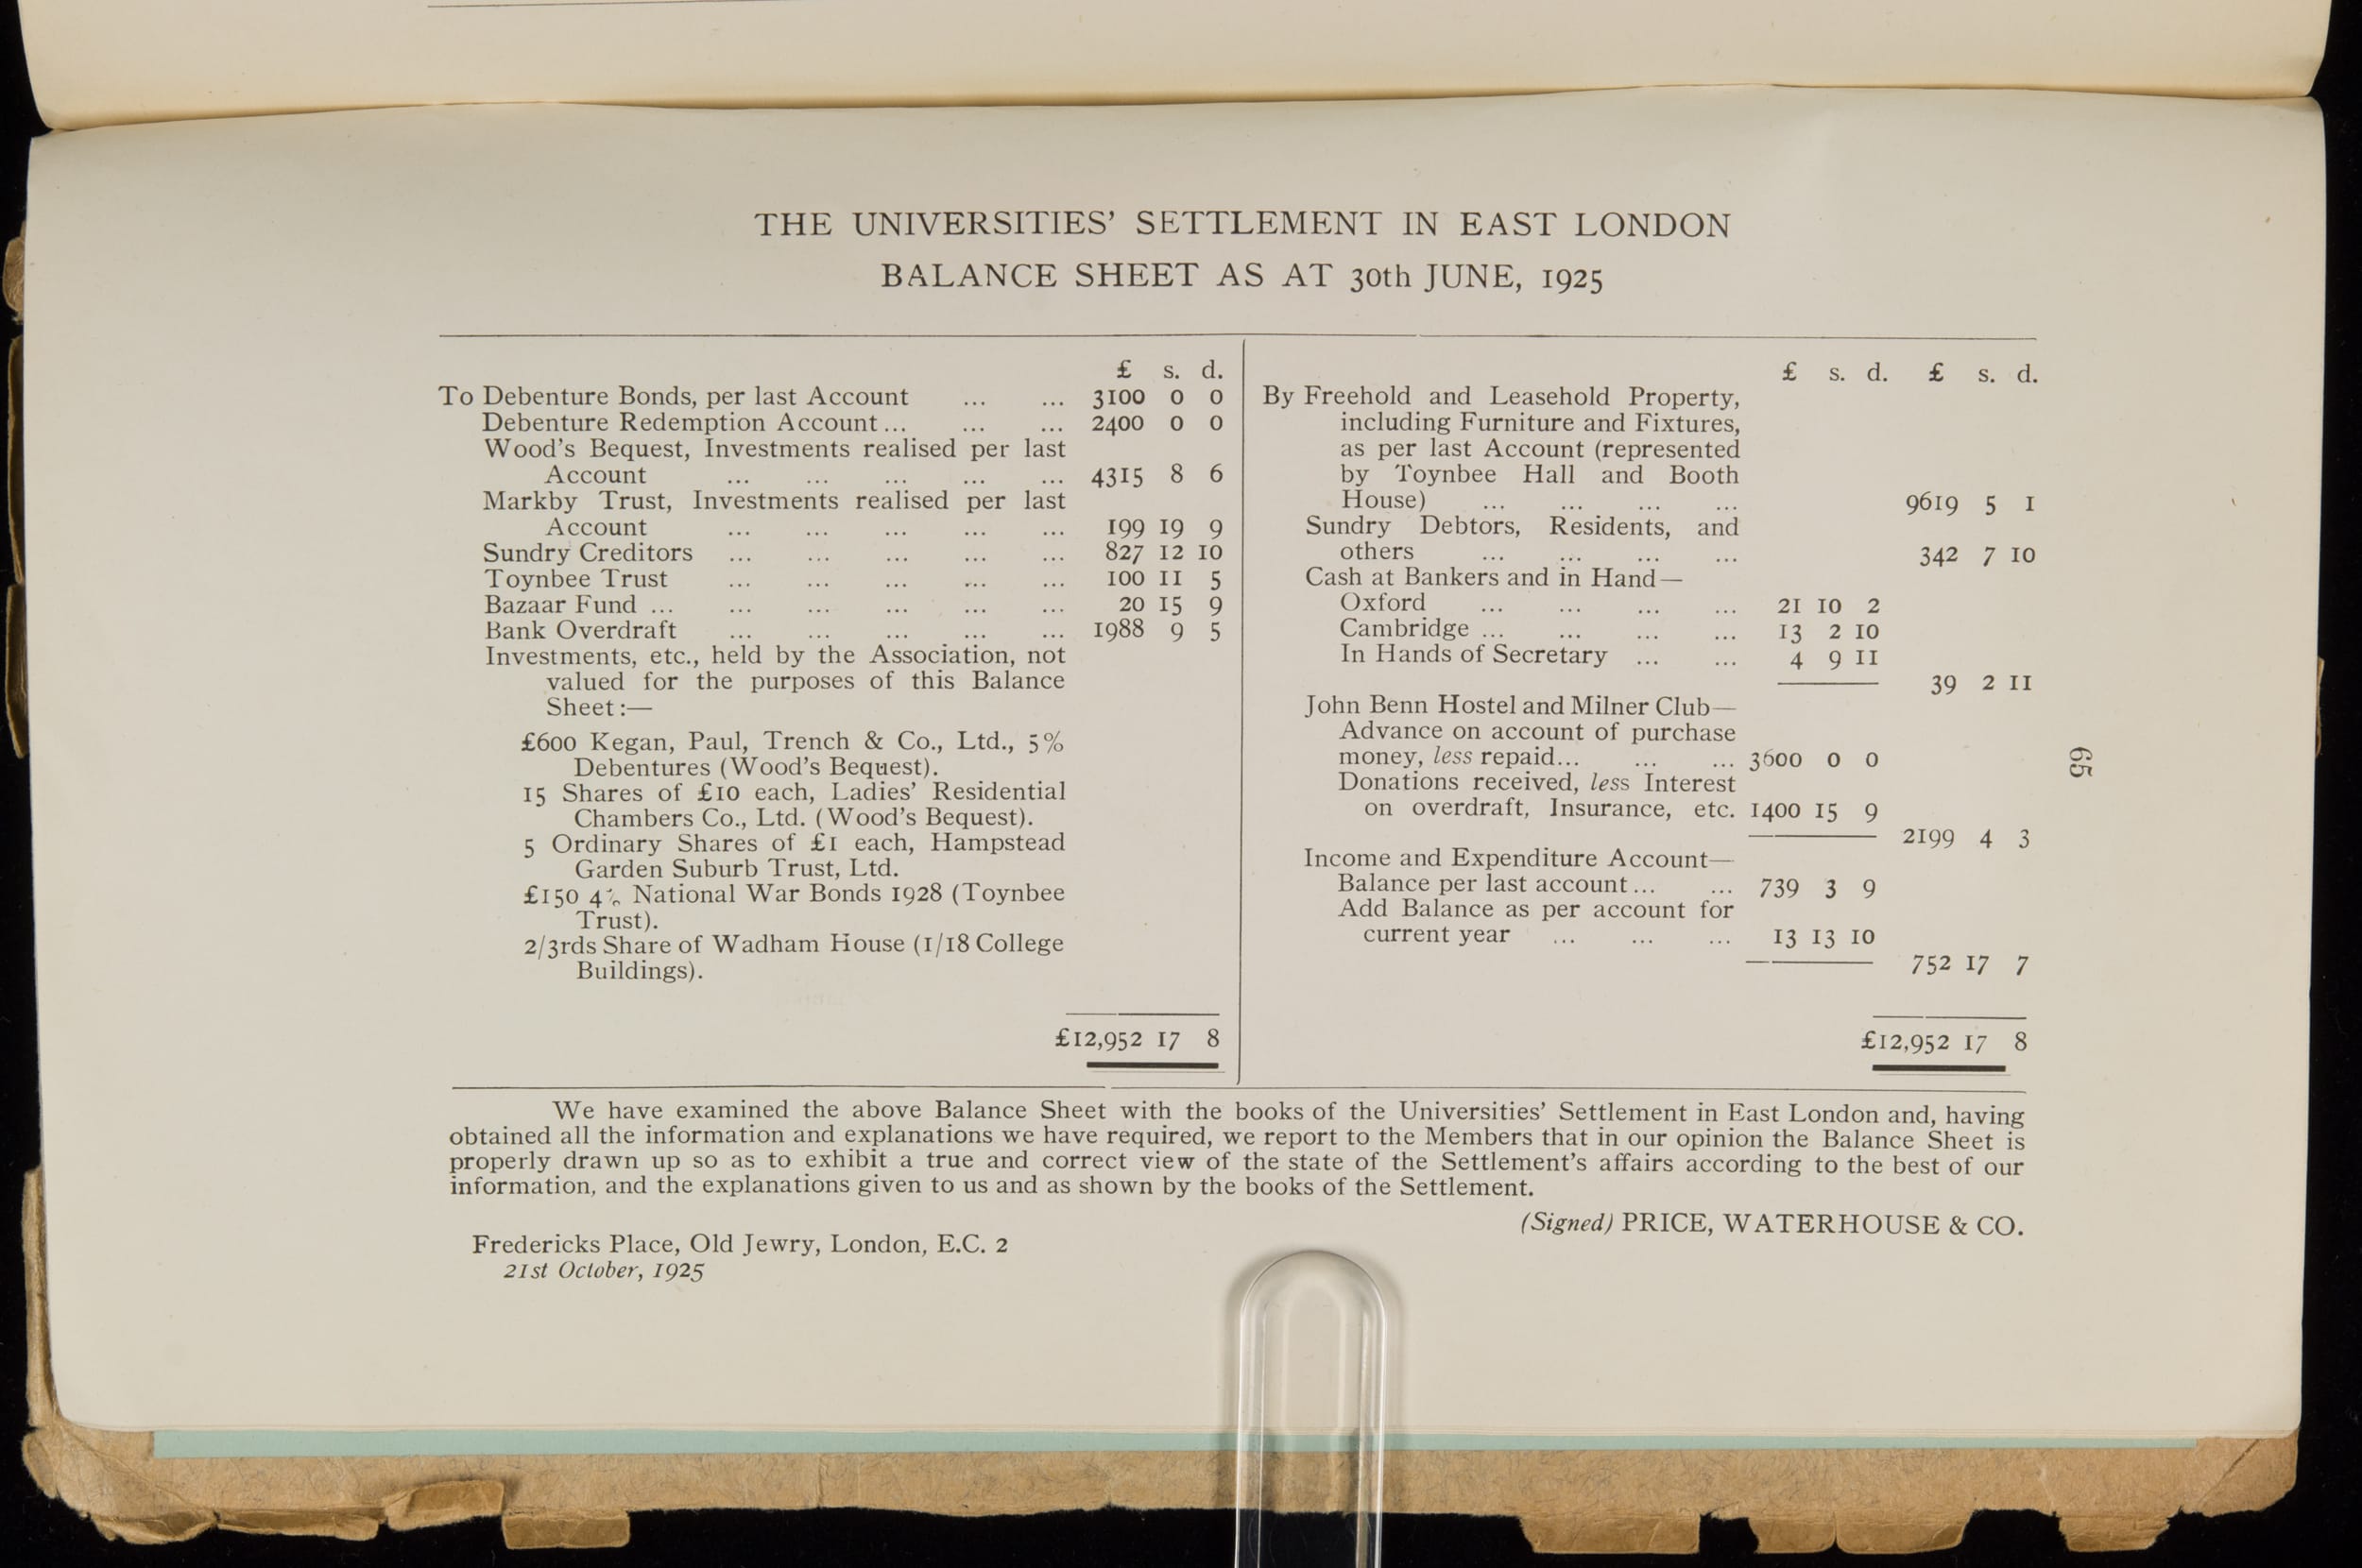 THE UNIVERSITIES' SETTLEMENT IN EAST LONDON
BALANCE SHEET AS AT 30th JUNE, 1925
£ s. d.
To Debenture Bonds, per last Account ... ... 3100 0 0
Debenture Redemption Account ... ... ... 2400 0 0
Wood's Bequest, Investments realised per last
Account ... ... ... ... ... 4315 8 6
Markby Trust, Investments realised per last
Account ... ... ... ... ... 199 19 9
Sundry Creditors ... ... ... ... ... 827 12 10
Toynbee Trust ... ... ... ... ... 100 11 5
Bazaar Fund ... ... ... ... ... ... 20 15 9
Bank Overdraft ... ... ... ... ... 1988 9 5
Investments, etc., held by the Association, not
valued for the purposes of this Balance
Sheet :—
£600 Kegan, Paul, Trench & Co., Ltd., 5%
Debentures (Wood's Bequest).
15 Shares of £10 each, Ladies' Residential
Chambers Co., Ltd. (Wood's Bequest).
5 Ordinary Shares of £1 each, Hampstead
Garden Suburb Trust, Ltd.
£150 4% National War Bonds 1928 (Toynbee
Trust).
2/3rds Share of Wadham House (1/18 College
Buildings).
£12,952 17 8
£ s. d. £ s. d.
By Freehold and Leasehold Property,
including Furniture and Fixtures,
as per last Account (represented
by Toynbee Hall and Booth
House) ... ... ... ... 9619 5 1
Sundry Debtors, Residents, and
others ... ... ... ... 342 7 10
Cash at Bankers and in Hand—
Oxford ... ... ... ... 21 10 2
Cambridge ... ... ... ... 13 2 10
In Hands of Secretary ... ... 4 9 11
39 2 11
John Benn Hostel and Milner Club—
Advance on account of purchase
money, less repaid... ... ... 3600 0 0
Donations received, less Interest
on overdraft, Insurance, etc. 1400 15 9
2199 4 3
Income and Expenditure Account—
Balance per last account ... ... 739 3 9
Add Balance as per account for
current year ... ... ... 13 13 10
752 17 7
£12,952 17 8
We have examined the above Balance Sheet with the books of the Universities' Settlement in East London and, having
obtained all the information and explanations we have required, we report to the Members that in our opinion the Balance Sheet is
properly drawn up so as to exhibit a true and correct view of the state of the Settlement's affairs according to the best of our
information, and the explanations given to us and as shown by the books of the Settlement.
(Signed) PRICE, WATERHOUSE & CO.
Fredericks Place, Old Jewry, London, E.C. 2
21st October, 1925
65